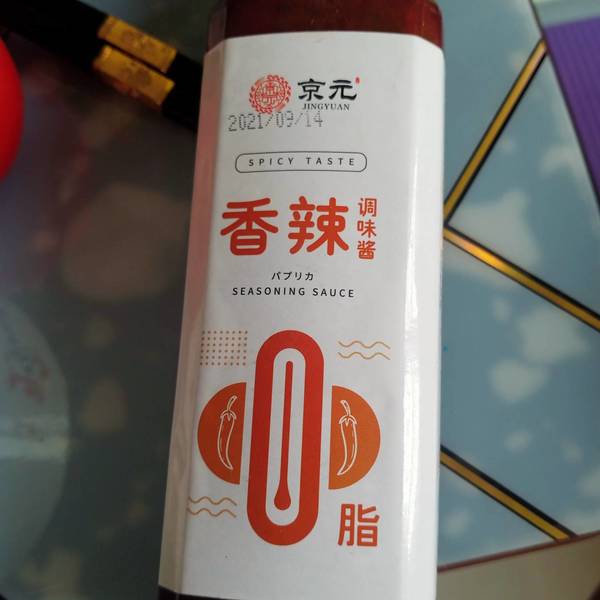 京元
JINGYUAN
2021/09/14
SPICY TASTE
香辣
调味酱
パプリカ
SEASONING SAUCE
0脂